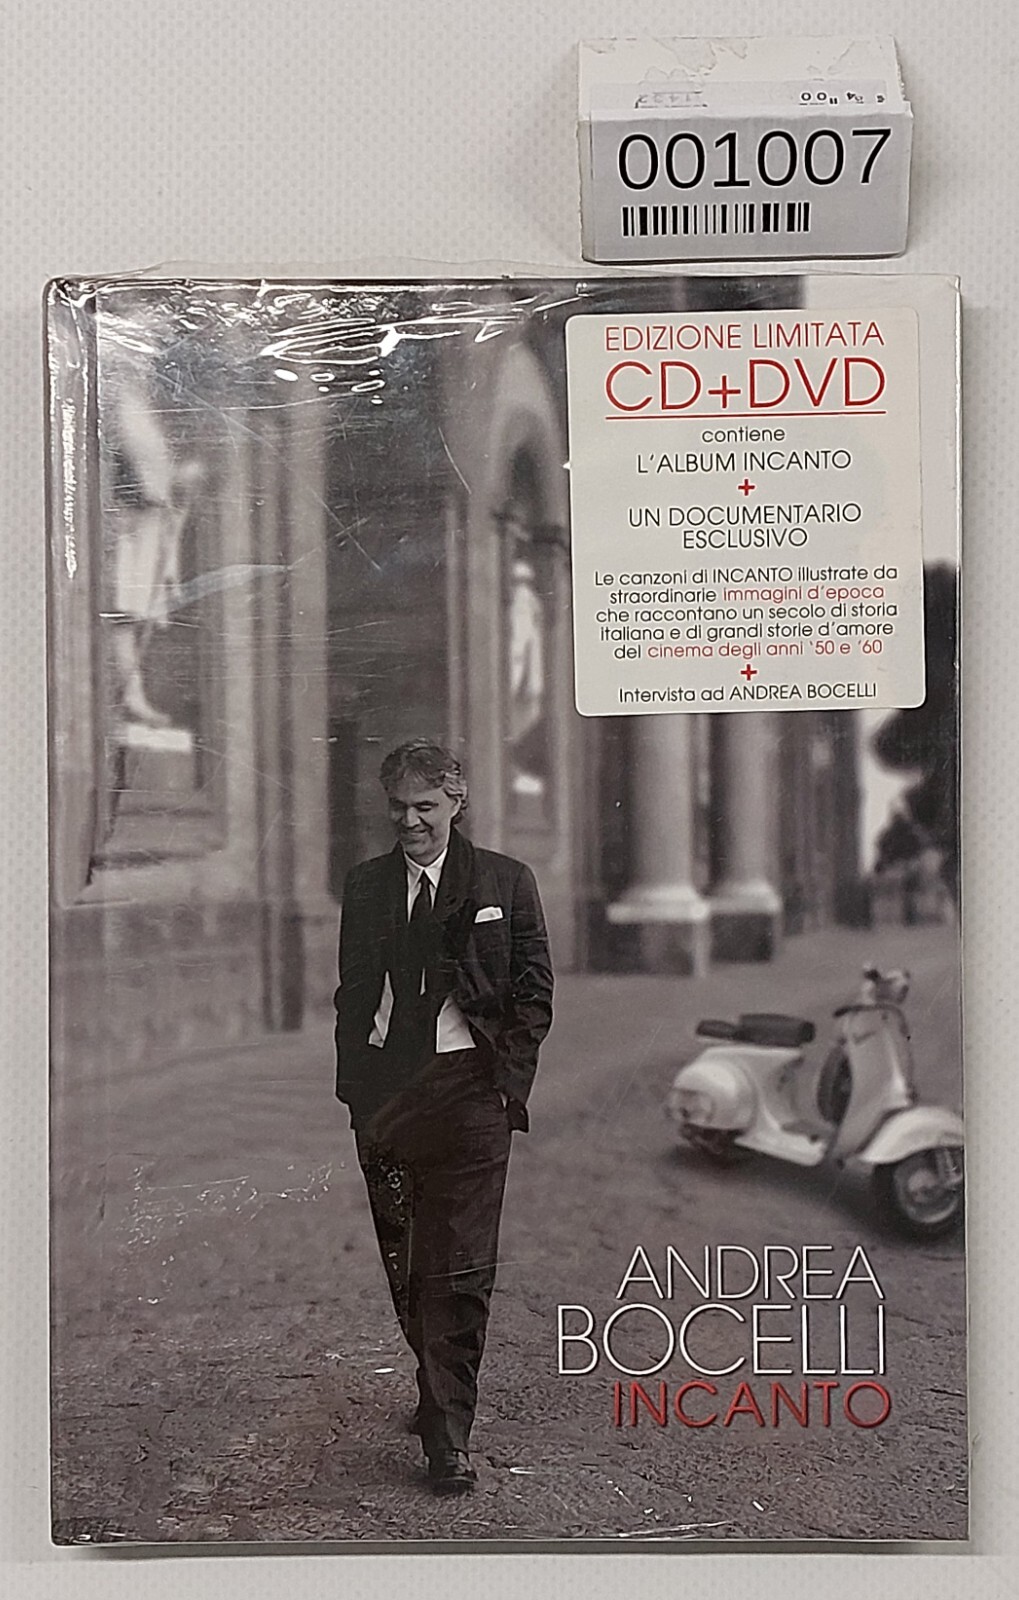 001007
EDIZIONE LIMITATA
CD+DVD
contiene
L'ALBUM INCANTO
+
UN DOCUMENTARIO
ESCLUSIVO
Le canzoni di INCANTO illustrate da
straordinarie immagini d'epoca
che raccontano un secolo di storia
italiana e di grandi storie d'amore
del cinema degli anni '50 e '60
+
Intervista ad ANDREA BOCELLI
ANDREA
BOCELLI
INCANTO